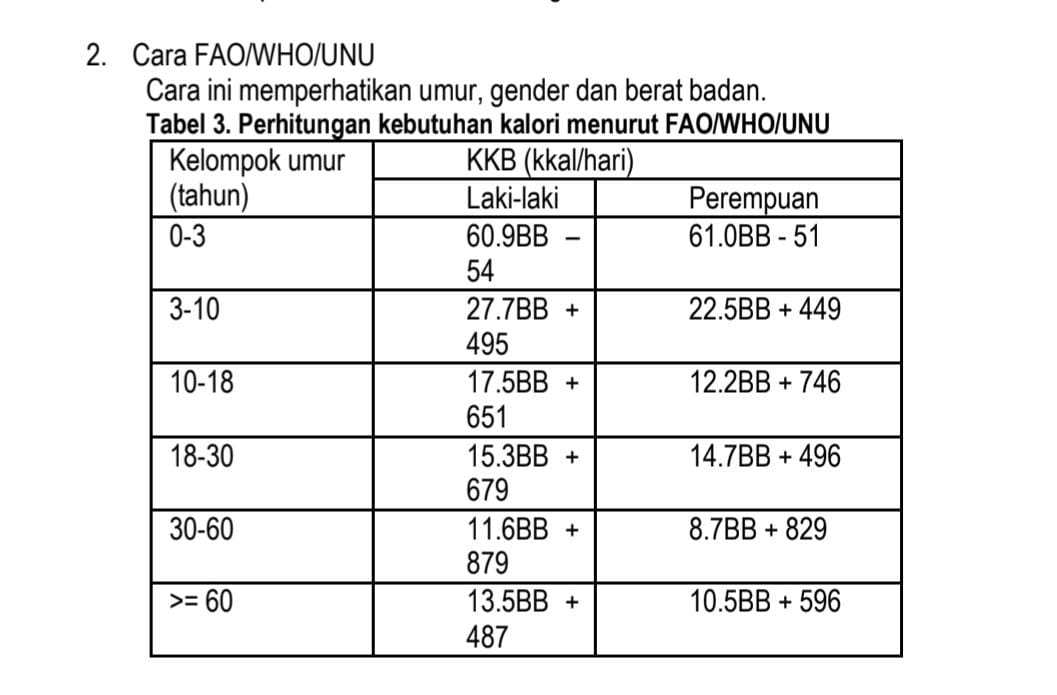 2. Cara FAO/WHO/UNU
Cara ini memperhatikan umur, gender dan berat badan.
Tabel 3. Perhitungan kebutuhan kalori menurut FAO/WHO/UNU
Kelompok umur (tahun) KKB (kkal/hari)
Laki-laki Perempuan
0-3 60.9BB – 54 61.0BB - 51
3-10 27.7BB + 495 22.5BB + 449
10-18 17.5BB + 651 12.2BB + 746
18-30 15.3BB + 679 14.7BB + 496
30-60 11.6BB + 879 8.7BB + 829
>= 60 13.5BB + 487 10.5BB + 596